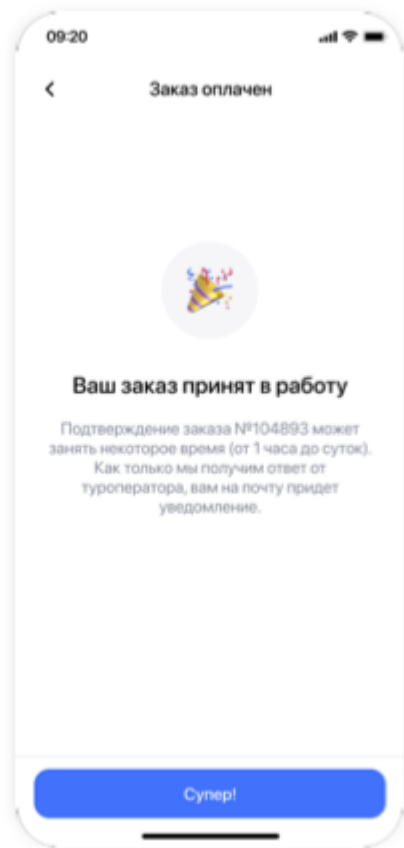 09:20
Заказ оплачен
Ваш заказ принят в работу
Подтверждение заказа №104893 может
занять некоторое время (от 1 часа до суток).
Как только мы получим ответ от
туроператора, вам на почту придет
уведомление.
Супер!